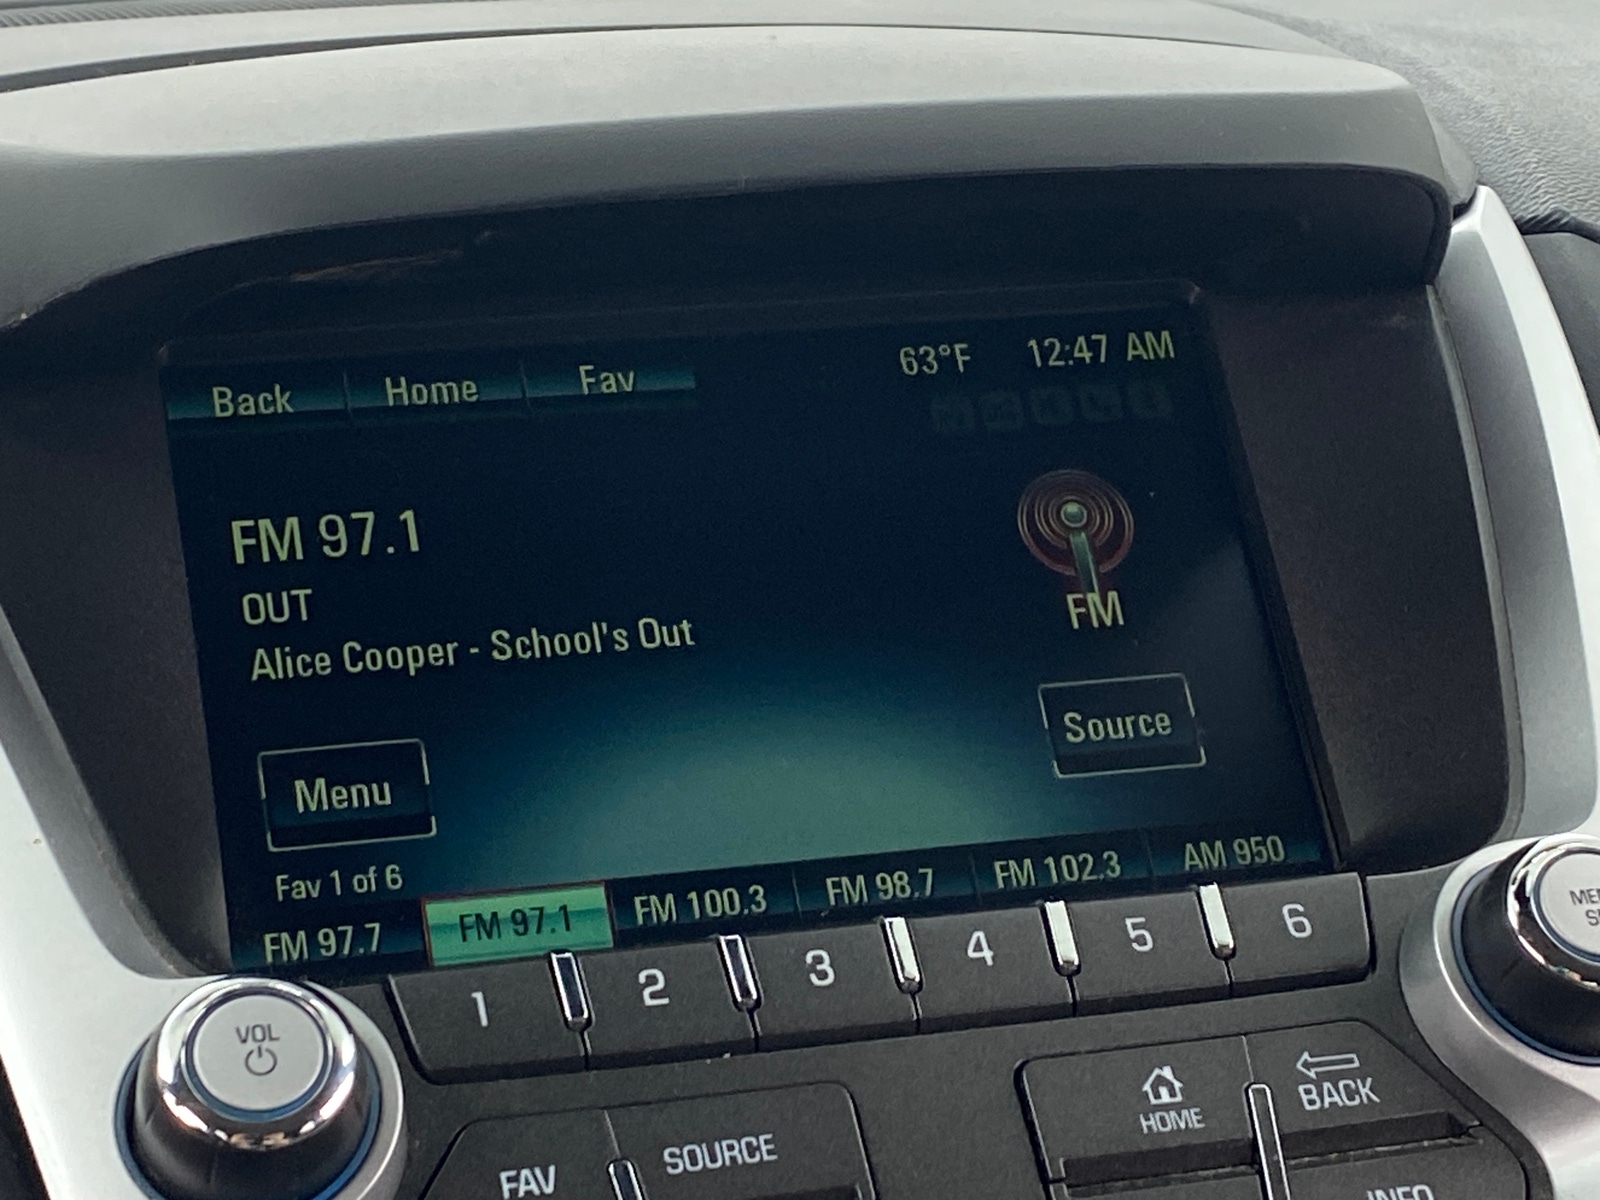 Back Home Fav 63°F 12:47 AM
FM 97.1
OUT
Alice Cooper - School's Out
FM
Source
Menu
Fav 1 of 6
FM 97.7 FM 97.1 FM 100.3 FM 98.7 FM 102.3 AM 950
1 2 3 4 5 6
VOL
HOME BACK
FAV SOURCE
INFO